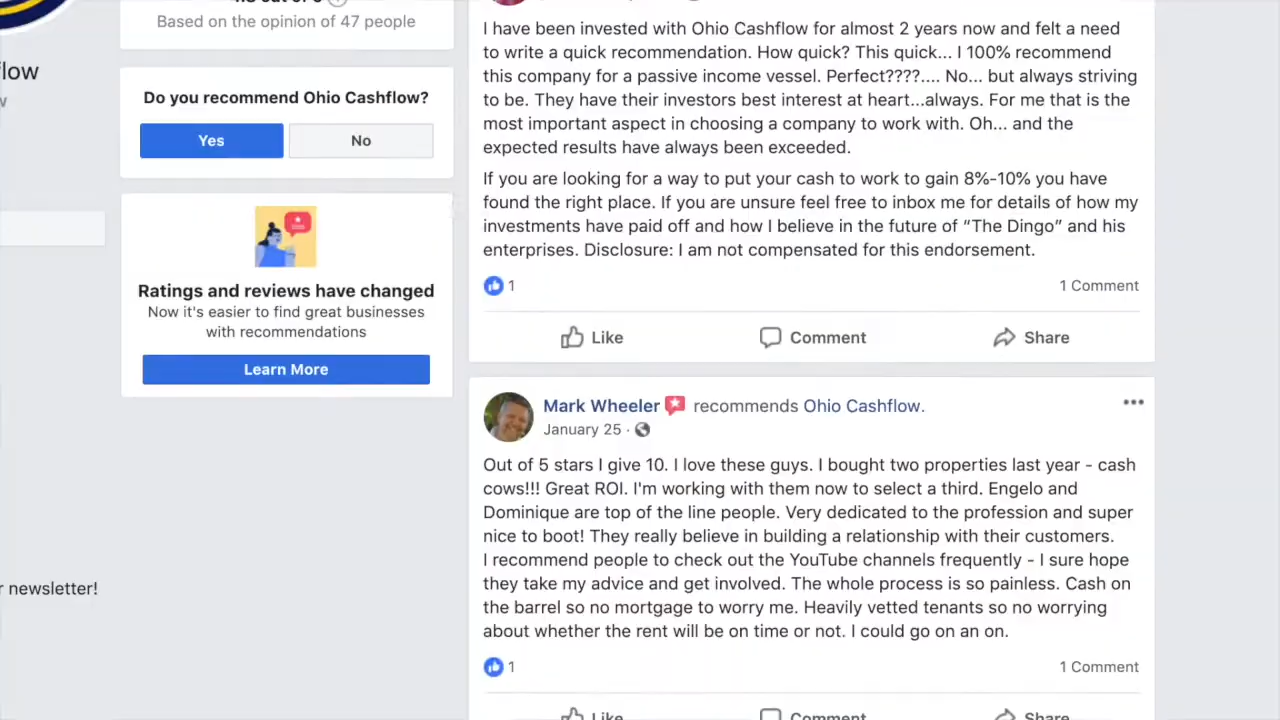 Based on the opinion of 47 people
flow
Do you recommend Ohio Cashflow?
Yes
No
Ratings and reviews have changed
Now it's easier to find great businesses
with recommendations
Learn More
r newsletter!
I have been invested with Ohio Cashflow for almost 2 years now and felt a need
to write a quick recommendation. How quick? This quick... I 100% recommend
this company for a passive income vessel. Perfect????.... No... but always striving
to be. They have their investors best interest at heart...always. For me that is the
most important aspect in choosing a company to work with. Oh... and the
expected results have always been exceeded.
If you are looking for a way to put your cash to work to gain 8%-10% you have
found the right place. If you are unsure feel free to inbox me for details of how my
investments have paid off and how I believe in the future of “The Dingo” and his
enterprises. Disclosure: I am not compensated for this endorsement.
1
1 Comment
Like
Comment
Share
Mark Wheeler recommends Ohio Cashflow.
January 25 ·
Out of 5 stars I give 10. I love these guys. I bought two properties last year - cash
cows!!! Great ROI. I'm working with them now to select a third. Engelo and
Dominique are top of the line people. Very dedicated to the profession and super
nice to boot! They really believe in building a relationship with their customers.
I recommend people to check out the YouTube channels frequently - I sure hope
they take my advice and get involved. The whole process is so painless. Cash on
the barrel so no mortgage to worry me. Heavily vetted tenants so no worrying
about whether the rent will be on time or not. I could go on an on.
1
1 Comment
Like
Comment
Share